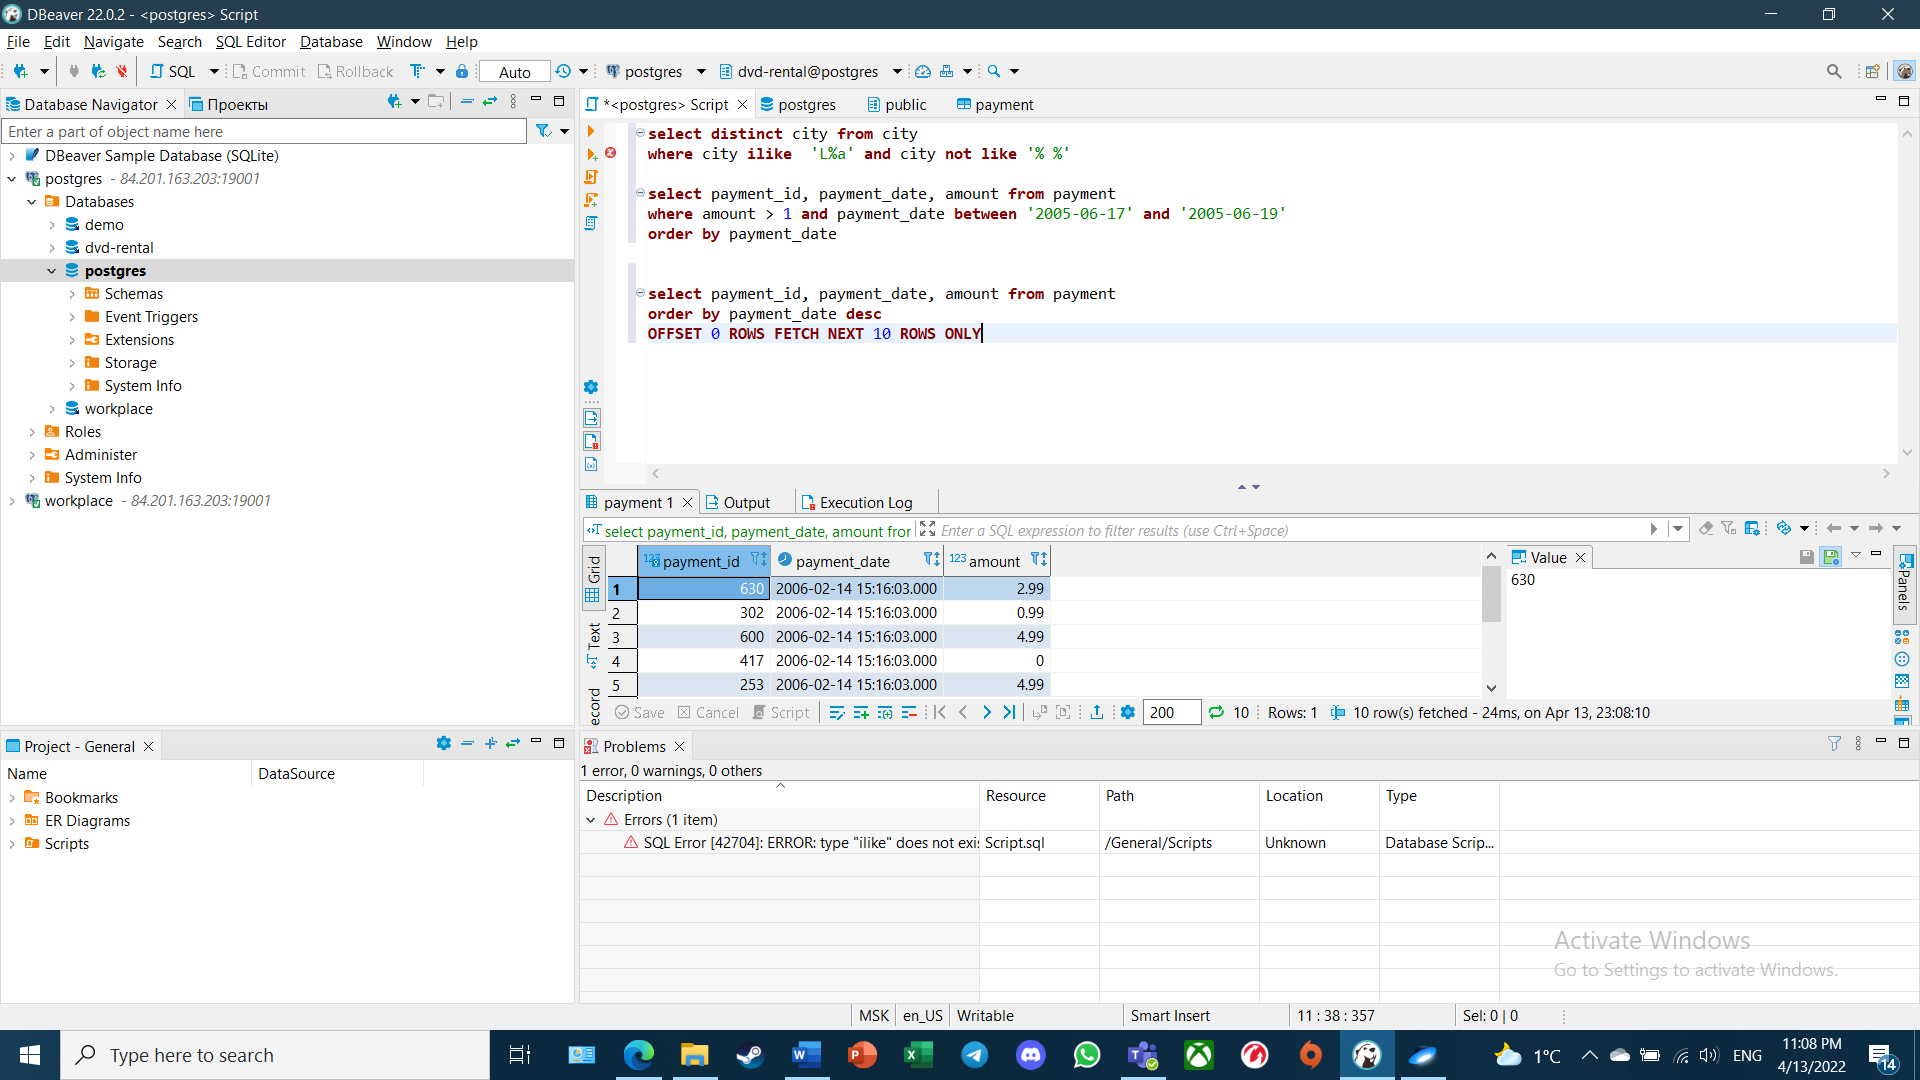 DBeaver 22.0.2 - <postgres> Script
File Edit Navigate Search SQL Editor Database Window Help
SQL Commit Rollback Auto postgres dvd-rental@postgres
Database Navigator Проекты
Enter a part of object name here
DBeaver Sample Database (SQLite)
postgres - 84.201.163.203:19001
Databases
demo
dvd-rental
postgres
Schemas
Event Triggers
Extensions
Storage
System Info
workplace
Roles
Administer
System Info
workplace - 84.201.163.203:19001
*<postgres> Script postgres public payment
select distinct city from city
where city ilike 'L%a' and city not like '% %'
select payment_id, payment_date, amount from payment
where amount > 1 and payment_date between '2005-06-17' and '2005-06-19'
order by payment_date
select payment_id, payment_date, amount from payment
order by payment_date desc
OFFSET 0 ROWS FETCH NEXT 10 ROWS ONLY
payment 1 Output Execution Log
select payment_id, payment_date, amount from Enter a SQL expression to filter results (use Ctrl+Space)
Grid
Text
ecord
123 payment_id payment_date 123 amount
1 630 2006-02-14 15:16:03.000 2.99
2 302 2006-02-14 15:16:03.000 0.99
3 600 2006-02-14 15:16:03.000 4.99
4 417 2006-02-14 15:16:03.000 0
5 253 2006-02-14 15:16:03.000 4.99
Value
630
Panels
Save Cancel Script 200 10 Rows: 1 10 row(s) fetched - 24ms, on Apr 13, 23:08:10
Project - General
Name DataSource
Bookmarks
ER Diagrams
Scripts
Problems
1 error, 0 warnings, 0 others
Description Resource Path Location Type
Errors (1 item)
SQL Error [42704]: ERROR: type "ilike" does not exi Script.sql /General/Scripts Unknown Database Scrip...
Activate Windows
Go to Settings to activate Windows.
MSK en_US Writable Smart Insert 11 : 38 : 357 Sel: 0 | 0
Type here to search
1°C ENG 11:08 PM
4/13/2022
14